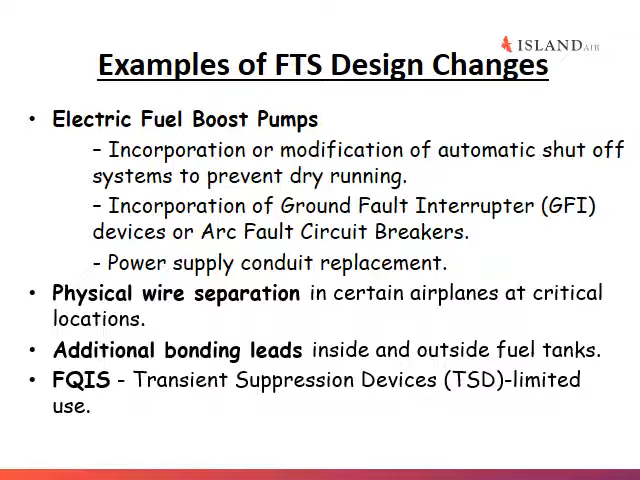 ISLAND AIR
Examples of FTS Design Changes
• Electric Fuel Boost Pumps
– Incorporation or modification of automatic shut off
systems to prevent dry running.
– Incorporation of Ground Fault Interrupter (GFI)
devices or Arc Fault Circuit Breakers.
– Power supply conduit replacement.
• Physical wire separation in certain airplanes at critical
locations.
• Additional bonding leads inside and outside fuel tanks.
• FQIS - Transient Suppression Devices (TSD)-limited
use.